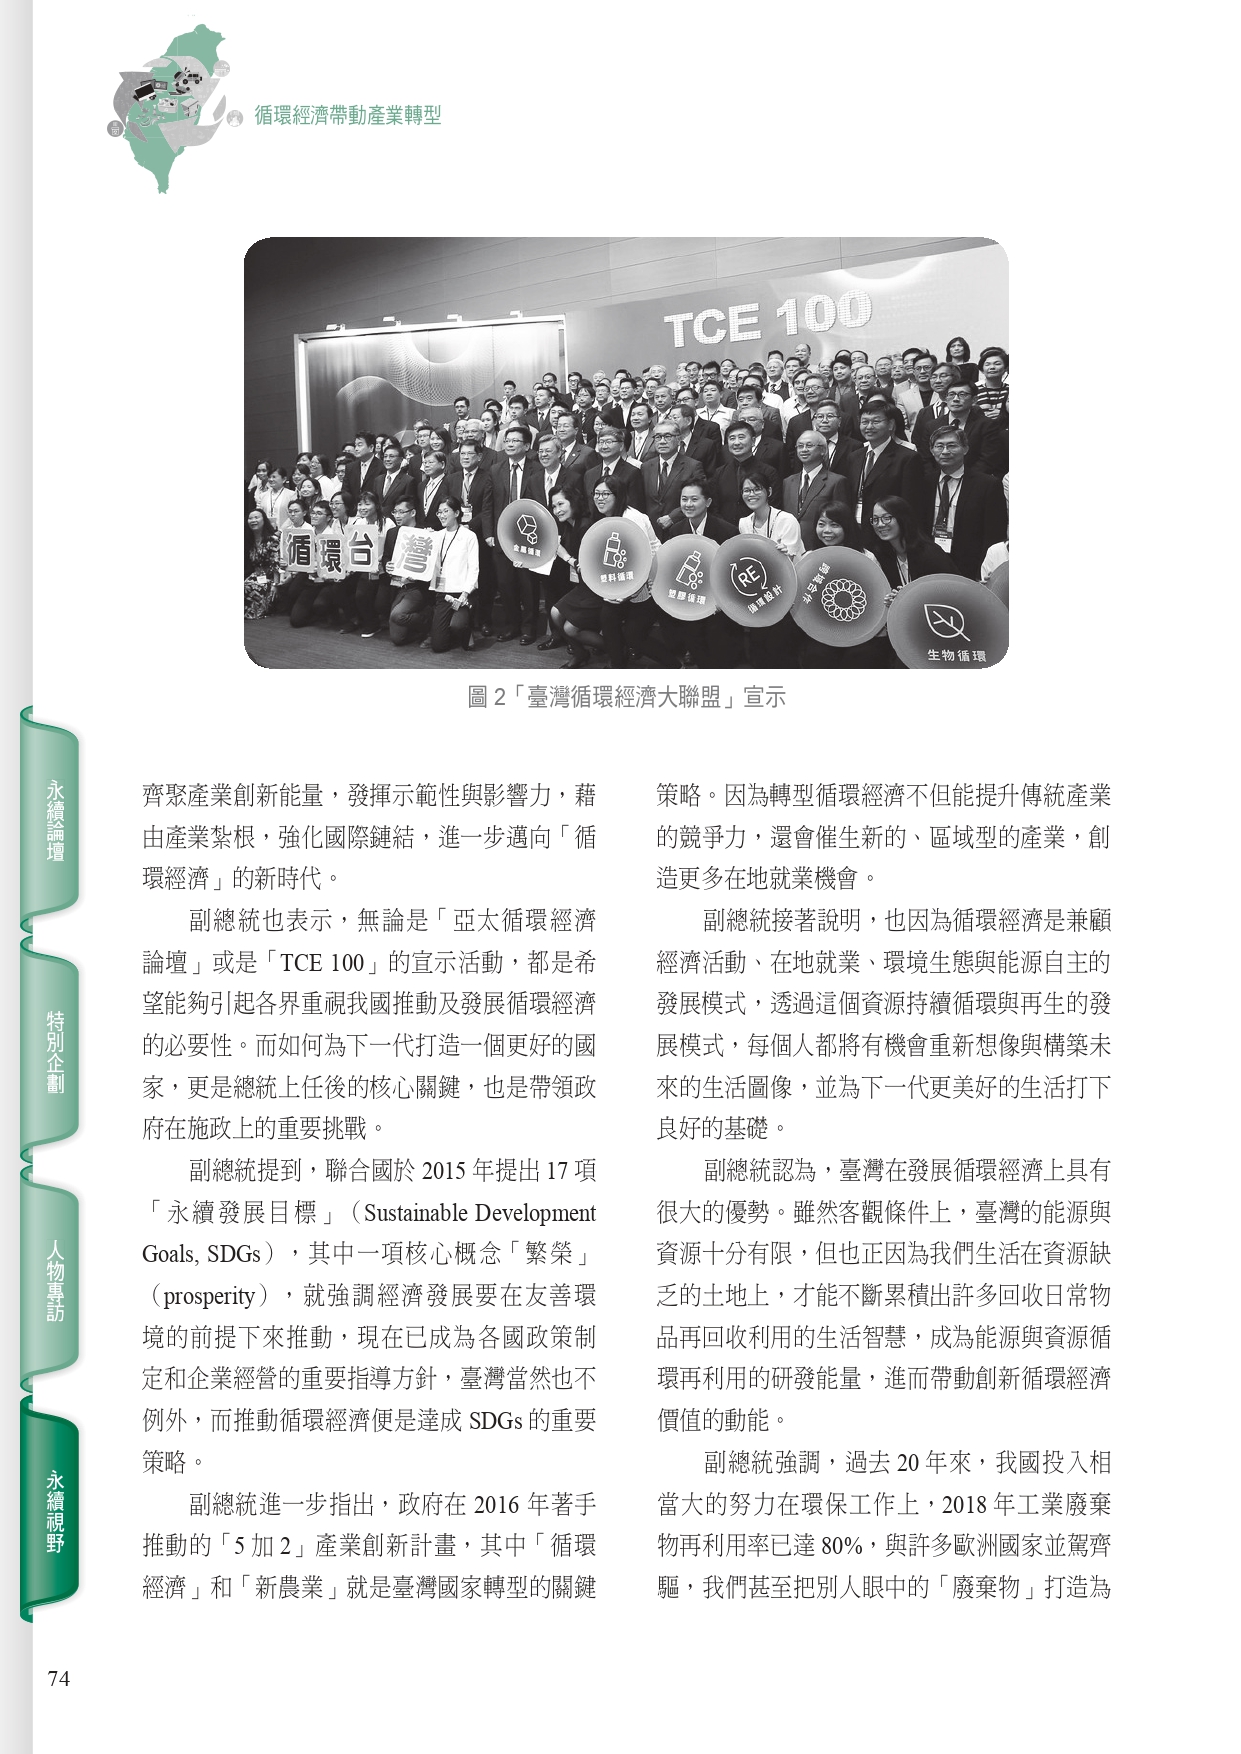 循環經濟帶動產業轉型
TCE 100
循環台灣
金屬循環
塑料循環
塑膠循環
RE
循環設計
跨域合作
生物循環
圖 2「臺灣循環經濟大聯盟」宣示
齊聚產業創新能量，發揮示範性與影響力，藉
由產業紮根，強化國際鏈結，進一步邁向「循
環經濟」的新時代。
副總統也表示，無論是「亞太循環經濟
論壇」或是「TCE 100」的宣示活動，都是希
望能夠引起各界重視我國推動及發展循環經濟
的必要性。而如何為下一代打造一個更好的國
家，更是總統上任後的核心關鍵，也是帶領政
府在施政上的重要挑戰。
副總統提到，聯合國於 2015 年提出 17 項
「永續發展目標」（Sustainable Development
Goals, SDGs），其中一項核心概念「繁榮」
（prosperity），就強調經濟發展要在友善環
境的前提下來推動，現在已成為各國政策制
定和企業經營的重要指導方針，臺灣當然也不
例外，而推動循環經濟便是達成 SDGs 的重要
策略。
副總統進一步指出，政府在 2016 年著手
推動的「5 加 2」產業創新計畫，其中「循環
經濟」和「新農業」就是臺灣國家轉型的關鍵
策略。因為轉型循環經濟不但能提升傳統產業
的競爭力，還會催生新的、區域型的產業，創
造更多在地就業機會。
副總統接著說明，也因為循環經濟是兼顧
經濟活動、在地就業、環境生態與能源自主的
發展模式，透過這個資源持續循環與再生的發
展模式，每個人都將有機會重新想像與構築未
來的生活圖像，並為下一代更美好的生活打下
良好的基礎。
副總統認為，臺灣在發展循環經濟上具有
很大的優勢。雖然客觀條件上，臺灣的能源與
資源十分有限，但也正因為我們生活在資源缺
乏的土地上，才能不斷累積出許多回收日常物
品再回收利用的生活智慧，成為能源與資源循
環再利用的研發能量，進而帶動創新循環經濟
價值的動能。
副總統強調，過去 20 年來，我國投入相
當大的努力在環保工作上，2018 年工業廢棄
物再利用率已達 80%，與許多歐洲國家並駕齊
驅，我們甚至把別人眼中的「廢棄物」打造為
永續論壇
特別企劃
人物專訪
永續視野
74